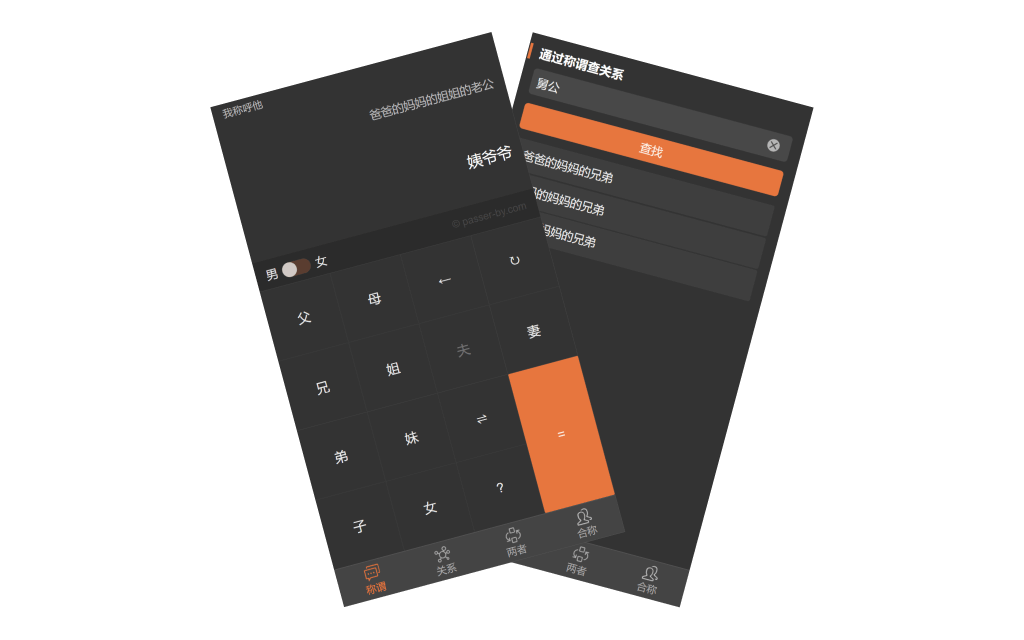 我称呼他
爸爸的妈妈的姐姐的老公
姨爷爷
© passer-by.com
男 女
父 母 ← ↻
兄 姐 夫 妻
弟 妹 ⇌ =
子 女 ?
称谓 关系 两者 合称
通过称谓查关系
舅公
查找
爸爸的妈妈的兄弟
妈的妈妈的兄弟
妈妈的兄弟
两者 合称